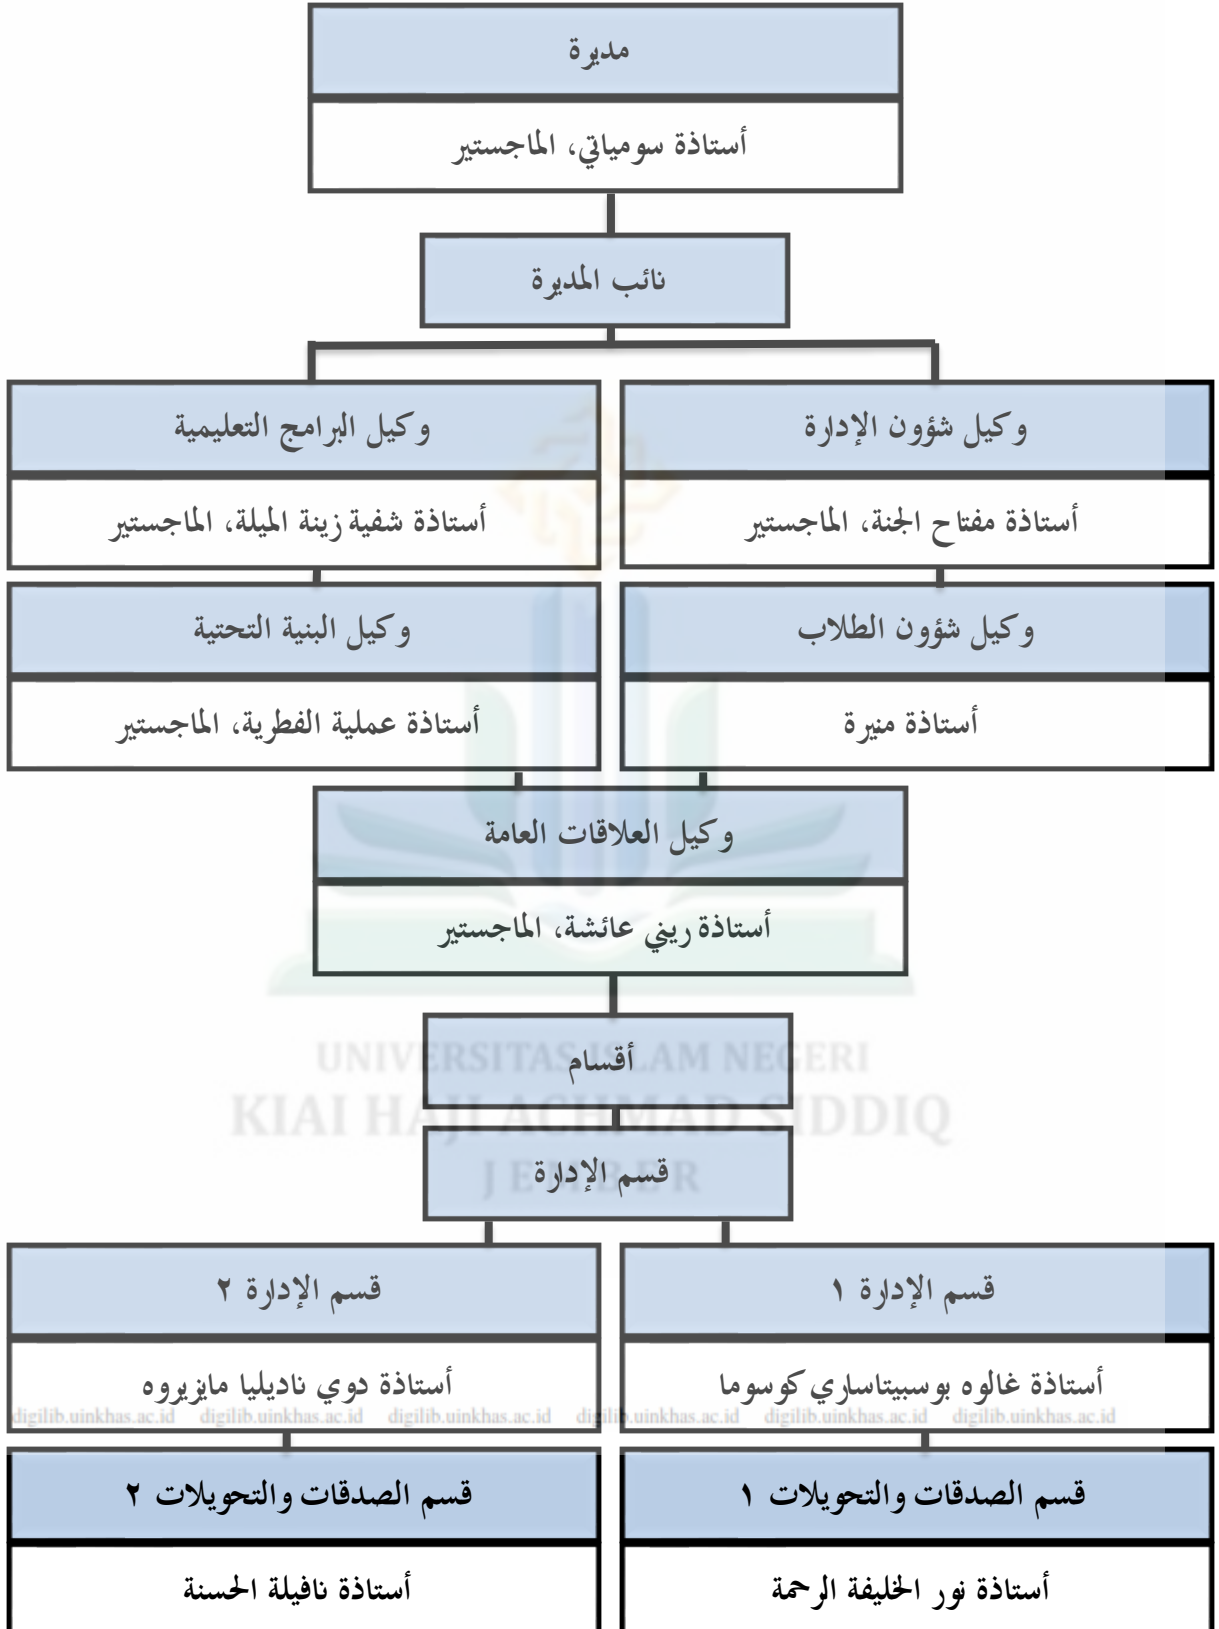 مديرة
أستاذة سومياتي، الماجستير
نائب المديرة
وكيل شؤون الإدارة
وكيل البرامج التعليمية
أستاذة مفتاح الجنة، الماجستير
أستاذة شفية زينة الميلة، الماجستير
وكيل شؤون الطلاب
وكيل البنية التحتية
أستاذة منيرة
أستاذة عملية الفطرية، الماجستير
وكيل العلاقات العامة
أستاذة ريني عائشة، الماجستير
أقسام
UNIVERSITAS ISLAM NEGERI
KIAI HAJI ACHMAD SIDDIQ
قسم الإدارة
JEMBER
قسم الإدارة ١
قسم الإدارة ٢
أستاذة غالوه بوسبيتاساري كوسوما
أستاذة دوي ناديليا مايزيروه
digilib.uinkhas.ac.id digilib.uinkhas.ac.id digilib.uinkhas.ac.id digilib.uinkhas.ac.id digilib.uinkhas.ac.id digilib.uinkhas.ac.id
قسم الصدقات والتحويلات ١
قسم الصدقات والتحويلات ٢
أستاذة نور الخليفة الرحمة
أستاذة نافيلة الحسنة